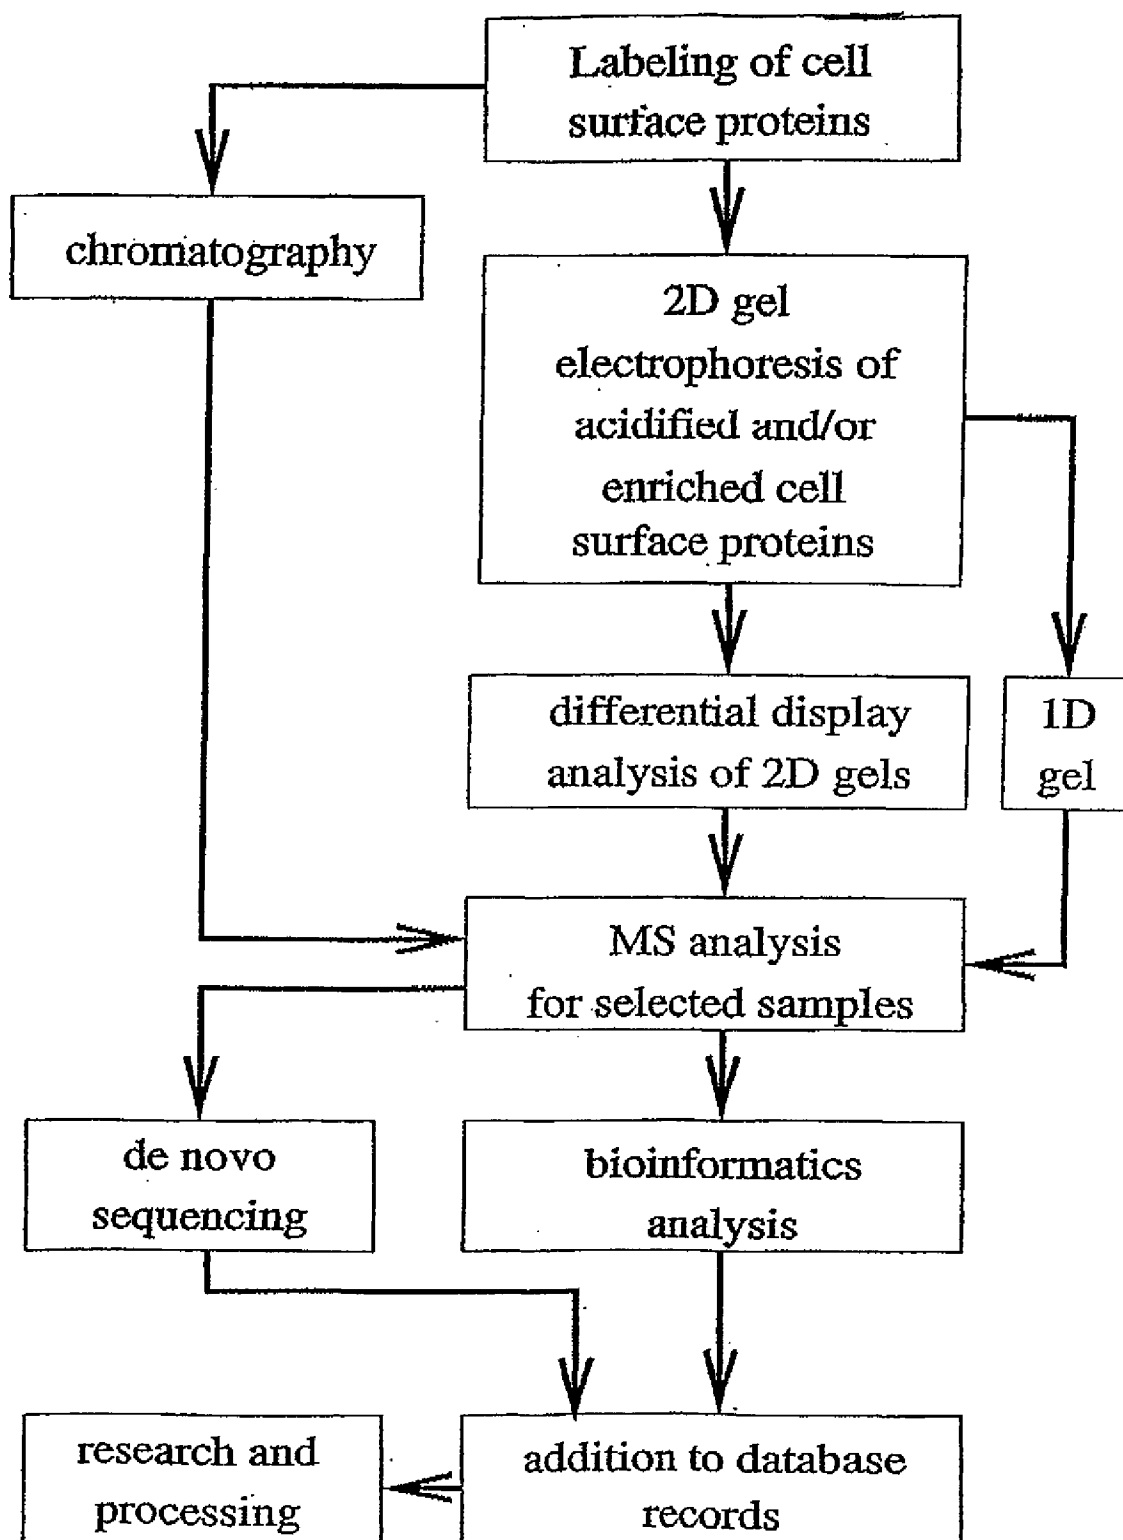 Labeling of cell
surface proteins
chromatography
2D gel
electrophoresis of
acidified and/or
enriched cell
surface proteins
differential display
analysis of 2D gels
1D
gel
MS analysis
for selected samples
de novo
sequencing
bioinformatics
analysis
research and
processing
addition to database
records